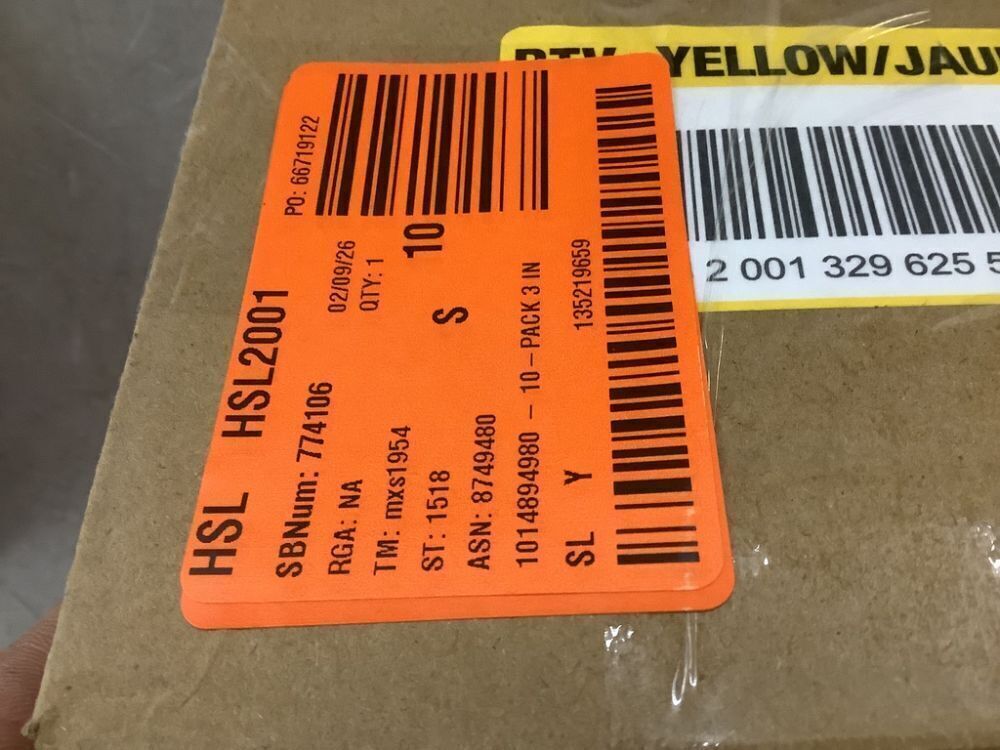 HSL HSL2001
SBNum: 774106
RGA: NA
02/09/26
PO: 66719122
TM: mxs1954
QTY: 1
ST: 1518
10
ASN: 8749480
S
1014894980 - 10 - PACK 3 IN
SL Y
135219659
RTV YELLOW/JAU
2 001 329 625 5